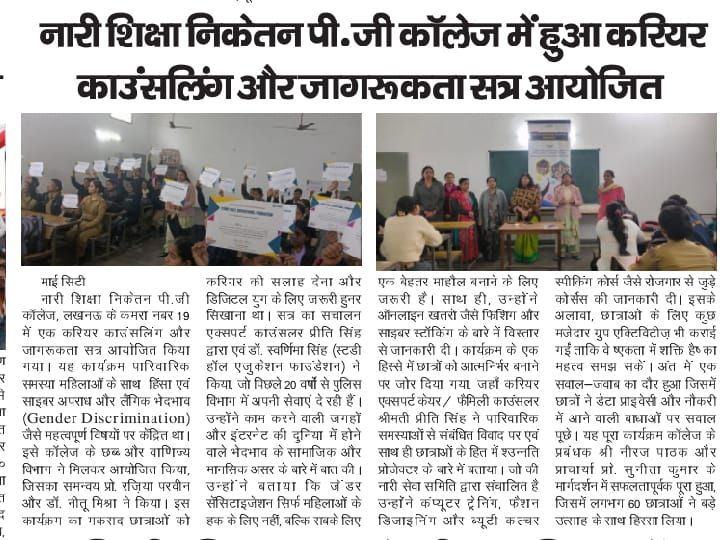 नारी शिक्षा निकेतन पी.जी कॉलेज में हुआ करियर
काउंसलिंग और जागरूकता सत्र आयोजित
माई सिटी
नारी शिक्षा निकेतन पी.जी
कॉलेज, लखनऊ के कमरा नंबर 19
में एक करियर काउंसलिंग और
जागरूकता सत्र आयोजित किया
गया। यह कार्यक्रम पारिवारिक
समस्या महिलाओं के साथ हिंसा एवं
साइबर अपराध और लैंगिक भेदभाव
(Gender Discrimination)
जैसे महत्वपूर्ण विषयों पर केंद्रित था।
इसे कॉलेज के छब्ब और वाणिज्य
विभाग ने मिलकर आयोजित किया,
जिसका समन्वय प्रो. रज़िया परवीन
और डॉ. नीतू मिश्रा ने किया। इस
कार्यक्रम का मकसद छात्राओं को
करियर की सलाह देना और
डिजिटल युग के लिए जरूरी हुनर
सिखाना था। सत्र का संचालन
एक्सपर्ट काउंसलर प्रीति सिंह
द्वारा एवं डॉ. स्वर्णिमा सिंह (स्टडी
हॉल एजुकेशन फाउंडेशन) ने
किया, जो पिछले 20 वर्षों से पुलिस
विभाग में अपनी सेवाएं दे रही हैं।
उन्होंने काम करने वाली जगहों
और इंटरनेट की दुनिया में होने
वाले भेदभाव के सामाजिक और
मानसिक असर के बारे में बात की।
उन्होंने बताया कि जेंडर
सेंसिटाइजेशन सिर्फ महिलाओं के
हक के लिए नहीं, बल्कि सबके लिए
एक बेहतर माहौल बनाने के लिए
जरूरी है। साथ ही, उन्होंने
ऑनलाइन खतरों जैसे फिशिंग और
साइबर स्टॉकिंग के बारे में विस्तार
से जानकारी दी। कार्यक्रम के एक
हिस्से में छात्रों को आत्मनिर्भर बनाने
पर जोर दिया गया, जहाँ करियर
एक्सपर्ट केयर/ फैमिली काउंसलर
श्रीमती प्रीति सिंह ने पारिवारिक
समस्याओं से संबंधित विवाद पर एवं
साथ ही छात्राओं के हित में श्उन्नति
प्रोजेक्टर के बारे में बताया। जो की
नारी सेवा समिति द्वारा संचालित है
उन्होंने कंप्यूटर ट्रेनिंग, फैशन
डिजाइनिंग और ब्यूटी कल्चर
स्पीकिंग कोर्स जैसे रोजगार से जुड़े
कोर्सेस की जानकारी दी। इसके
अलावा, छात्राओं के लिए कुछ
मजेदार ग्रुप एक्टिविटीज़ भी कराई
गईं ताकि वे ष्एकता में शक्ति हैष् का
महत्व समझ सकें। अंत में एक
सवाल-जवाब का दौर हुआ जिसमें
छात्रों ने डेटा प्राइवेसी और नौकरी
में आने वाली बाधाओं पर सवाल
पूछे। यह पूरा कार्यक्रम कॉलेज के
प्रबंधक श्री नीरज पाठक और
प्राचार्या प्रो. सुनीता कुमार के
मार्गदर्शन में सफलतापूर्वक पूरा हुआ,
जिसमें लगभग 60 छात्राओं ने बड़े
उत्साह के साथ हिस्सा लिया।